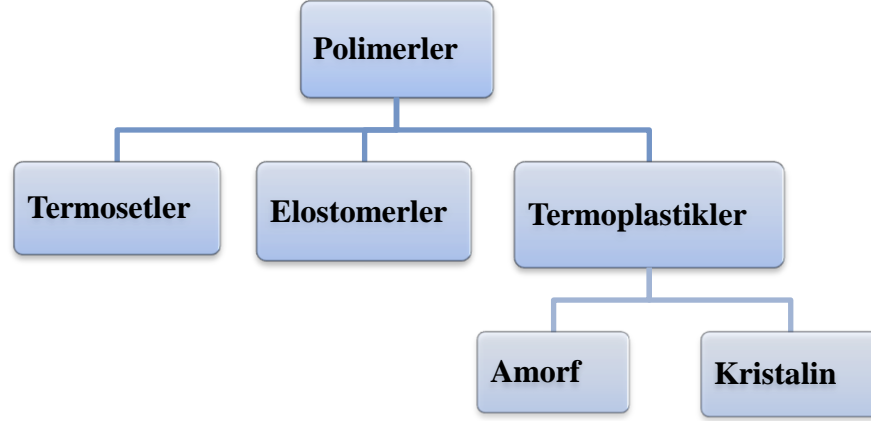 Polimerler
Termosetler
Elostomerler
Termoplastikler
Amorf
Kristalin